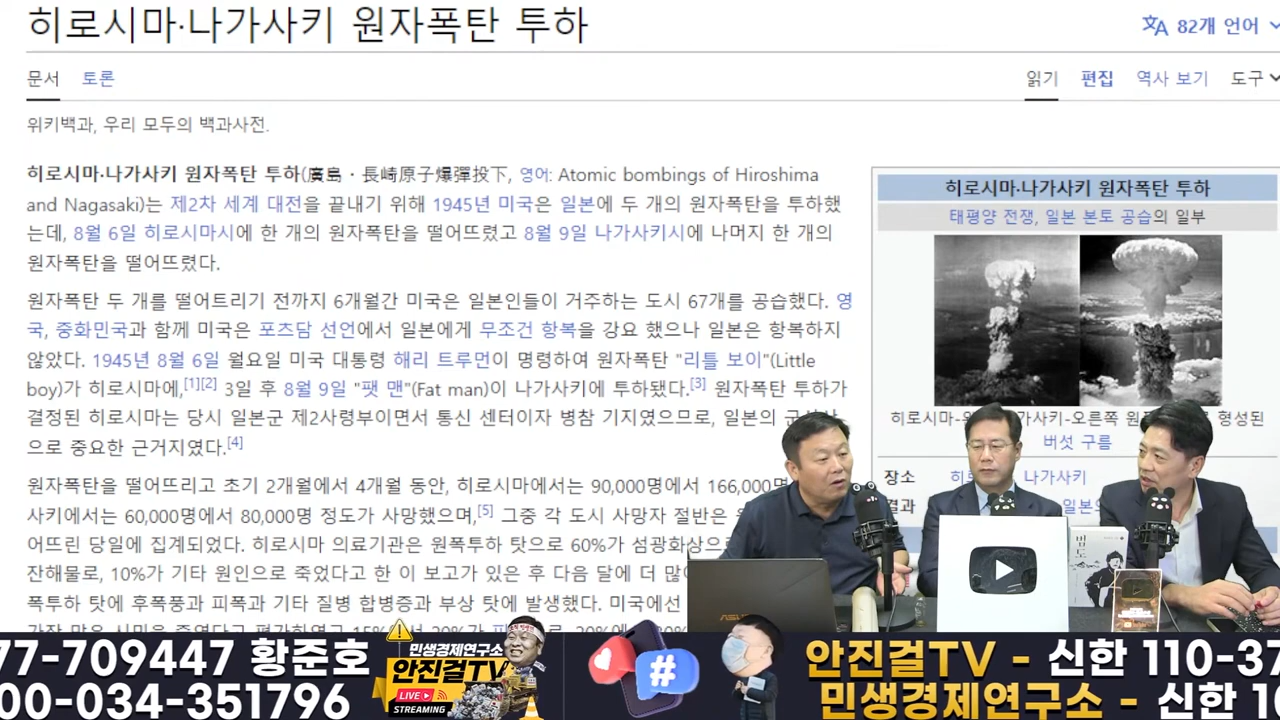 히로시마·나가사키 원자폭탄 투하
82개 언어
문서 토론
읽기 편집 역사 보기 도구
위키백과, 우리 모두의 백과사전.
히로시마·나가사키 원자폭탄 투하(廣島・長崎原子爆彈投下, 영어: Atomic bombings of Hiroshima
and Nagasaki)는 제2차 세계 대전을 끝내기 위해 1945년 미국은 일본에 두 개의 원자폭탄을 투하했
는데, 8월 6일 히로시마시에 한 개의 원자폭탄을 떨어뜨렸고 8월 9일 나가사키시에 나머지 한 개의
원자폭탄을 떨어뜨렸다.
원자폭탄 두 개를 떨어트리기 전까지 6개월간 미국은 일본인들이 거주하는 도시 67개를 공습했다. 영
국, 중화민국과 함께 미국은 포츠담 선언에서 일본에게 무조건 항복을 강요 했으나 일본은 항복하지
않았다. 1945년 8월 6일 월요일 미국 대통령 해리 트루먼이 명령하여 원자폭탄 "리틀 보이"(Little
boy)가 히로시마에,[1][2] 3일 후 8월 9일 "팻 맨"(Fat man)이 나가사키에 투하됐다.[3] 원자폭탄 투하가
결정된 히로시마는 당시 일본군 제2사령부이면서 통신 센터이자 병참 기지였으므로, 일본의
으로 중요한 근거지였다.[4]
원자폭탄을 떨어뜨리고 초기 2개월에서 4개월 동안, 히로시마에서는 90,000명에서 166,000명
사키에서는 60,000명에서 80,000명 정도가 사망했으며,[5] 그중 각 도시 사망자 절반은
어뜨린 당일에 집계되었다. 히로시마 의료기관은 원폭투하 탓으로 60%가 섬광화상으
잔해물로, 10%가 기타 원인으로 죽었다고 한 이 보고가 있은 후 다음 달에 더 많
폭투하 탓에 후폭풍과 피폭과 기타 질병 합병증과 부상 탓에 발생했다. 미국에선
히로시마·나가사키 원자폭탄 투하
태평양 전쟁, 일본 본토 공습의 일부
형성된
버섯 구름
장소 나가사키
범도
77-709447 황준호
00-034-351796
민생경제연구소
안진걸TV
LIVE
STREAMING
#
안진걸TV - 신한 110-37
민생경제연구소 - 신한 10